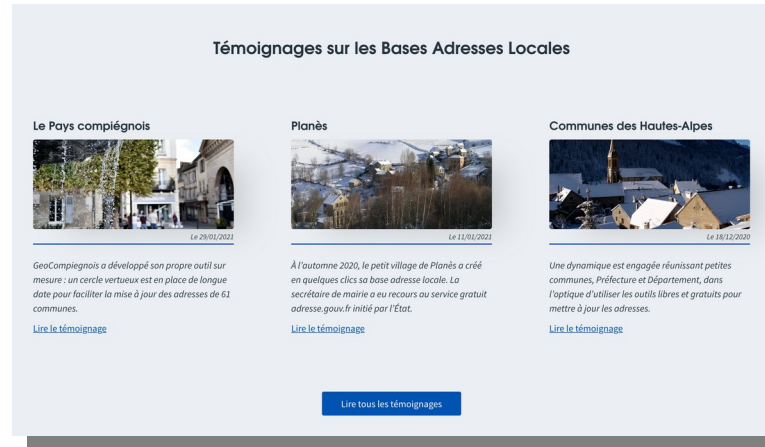 Témoignages sur les Bases Adresses Locales
Le Pays compiégnois
Le 29/01/2021
GeoCompiegnois a développé son propre outil sur
mesure : un cercle vertueux est en place de longue
date pour faciliter la mise à jour des adresses de 61
communes.
Lire le témoignage
Planès
Le 11/01/2021
À l'automne 2020, le petit village de Planès a créé
en quelques clics sa base adresse locale. La
secrétaire de mairie a eu recours au service gratuit
adresse.gouv.fr initié par l'État.
Lire le témoignage
Communes des Hautes-Alpes
Le 18/12/2020
Une dynamique est engagée réunissant petites
communes, Préfecture et Département, dans
l'optique d'utiliser les outils libres et gratuits pour
mettre à jour les adresses.
Lire le témoignage
Lire tous les témoignages